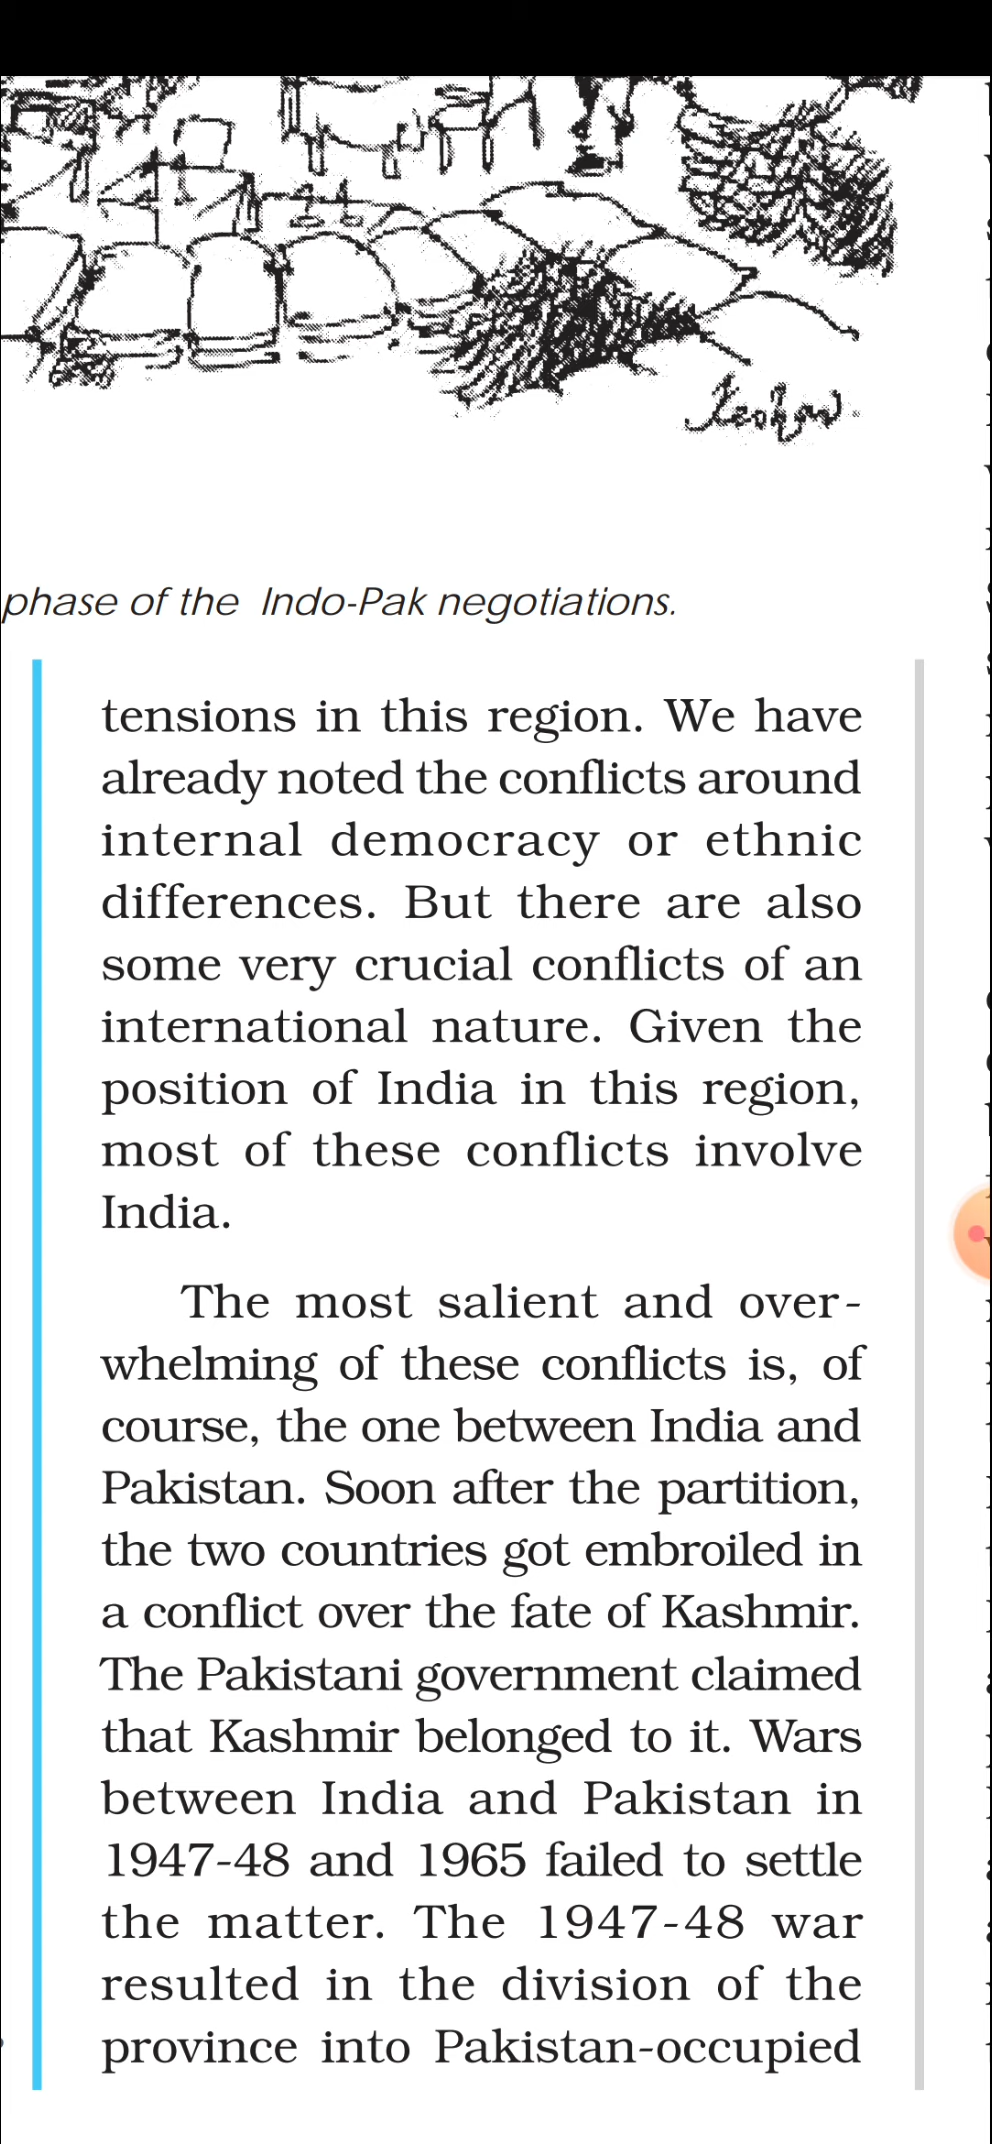 Keshav.
phase of the Indo-Pak negotiations.
tensions in this region. We have
already noted the conflicts around
internal democracy or ethnic
differences. But there are also
some very crucial conflicts of an
international nature. Given the
position of India in this region,
most of these conflicts involve
India.
The most salient and over-
whelming of these conflicts is, of
course, the one between India and
Pakistan. Soon after the partition,
the two countries got embroiled in
a conflict over the fate of Kashmir.
The Pakistani government claimed
that Kashmir belonged to it. Wars
between India and Pakistan in
1947-48 and 1965 failed to settle
the matter. The 1947-48 war
resulted in the division of the
province into Pakistan-occupied